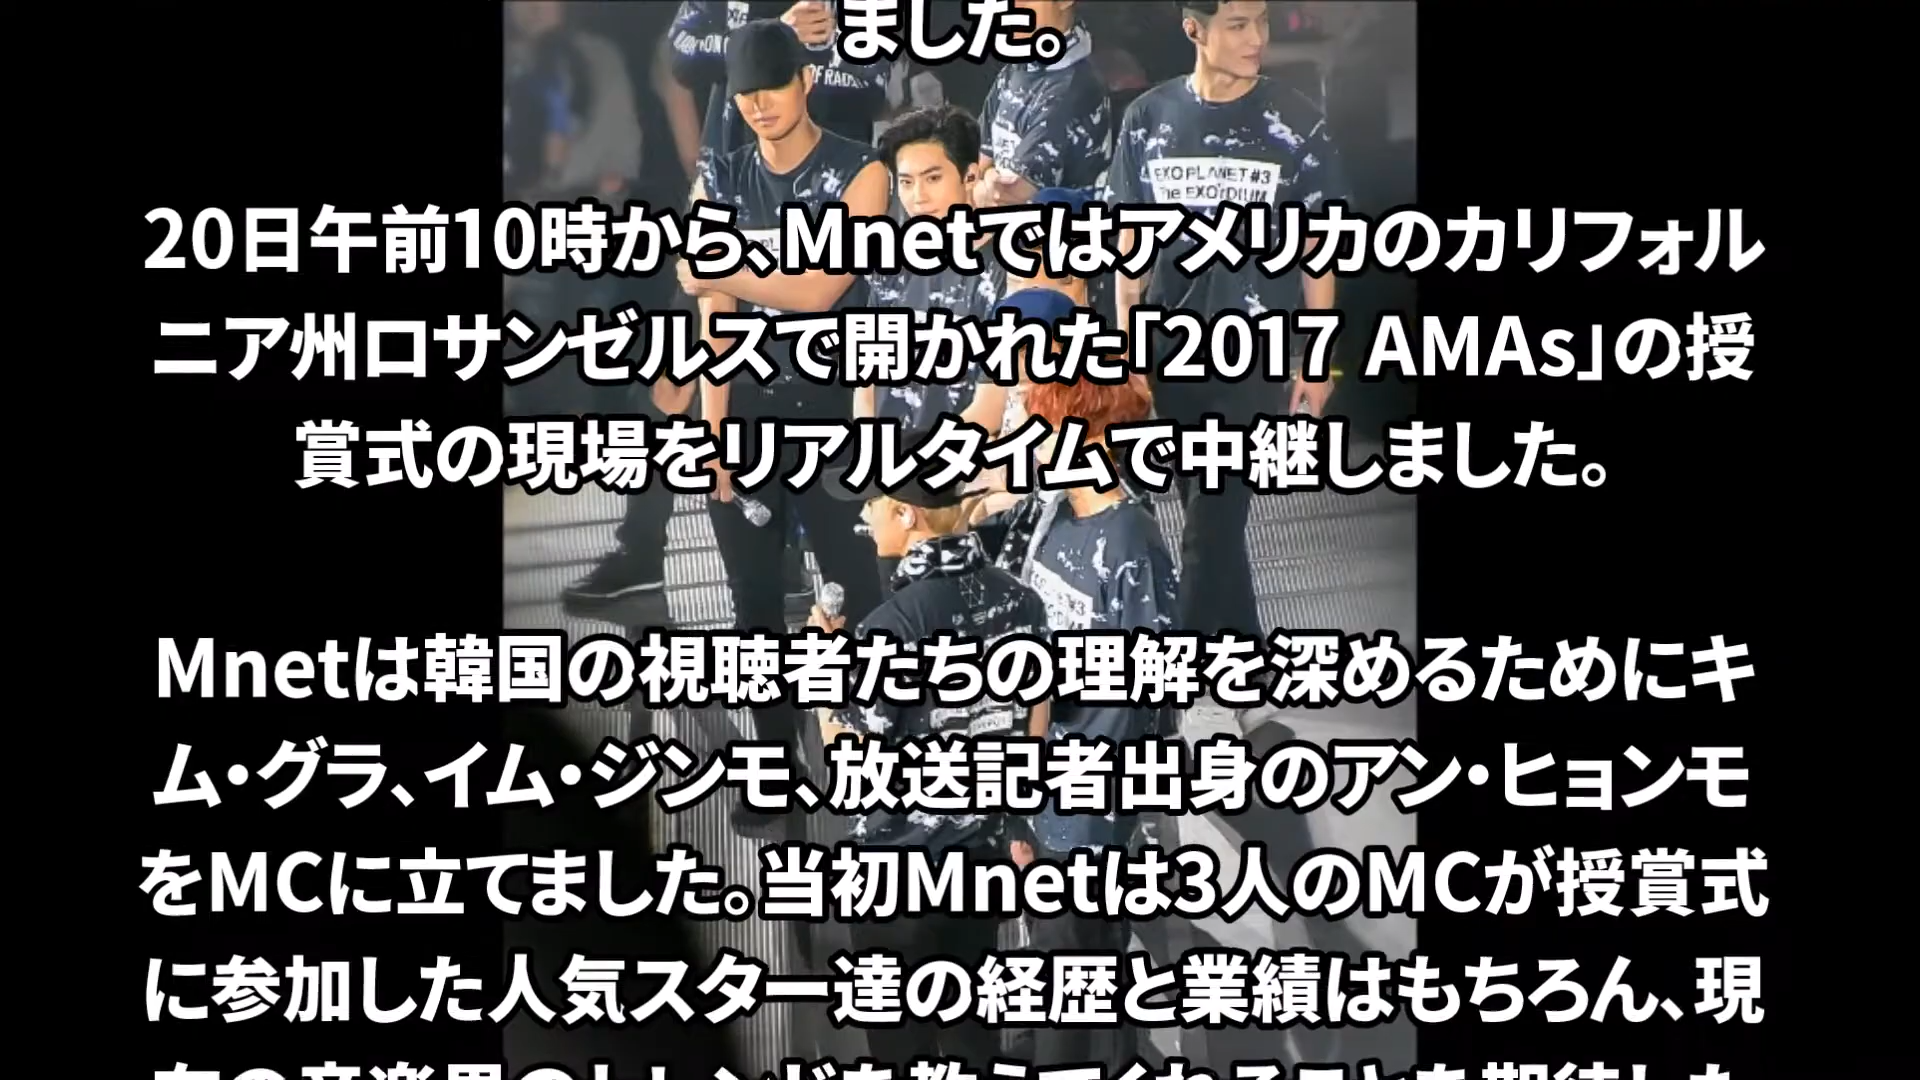 ました。
EXO PLANET #3
The EXO'rDIUM
20日午前10時から、Mnetではアメリカのカリフォル
ニア州ロサンゼルスで開かれた「2017 AMAs」の授
賞式の現場をリアルタイムで中継しました。
Mnetは韓国の視聴者たちの理解を深めるためにキ
ム・グラ、イム・ジンモ、放送記者出身のアン・ヒョンモ
をMCに立てました。当初Mnetは3人のMCが授賞式
に参加した人気スター達の経歴と業績はもちろん、現